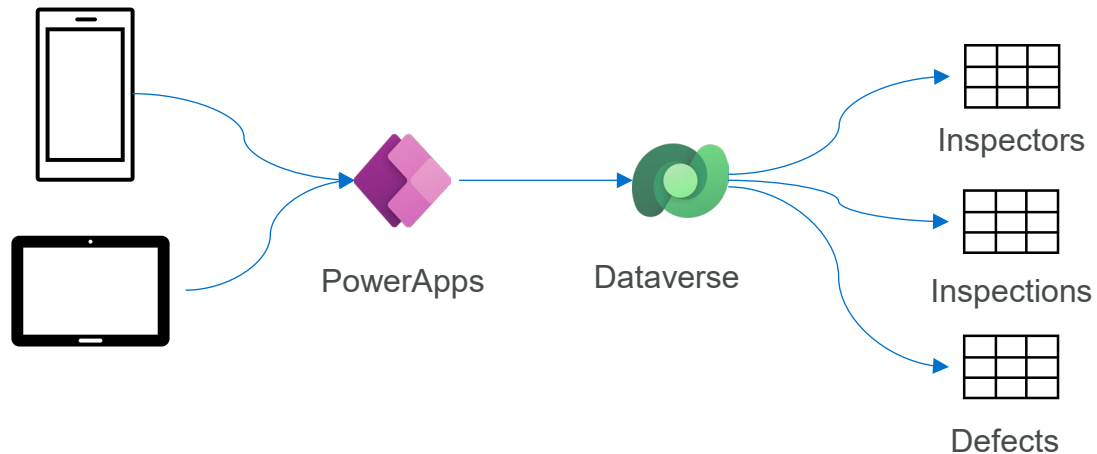 Inspectors
PowerApps
Dataverse
Inspections
Defects